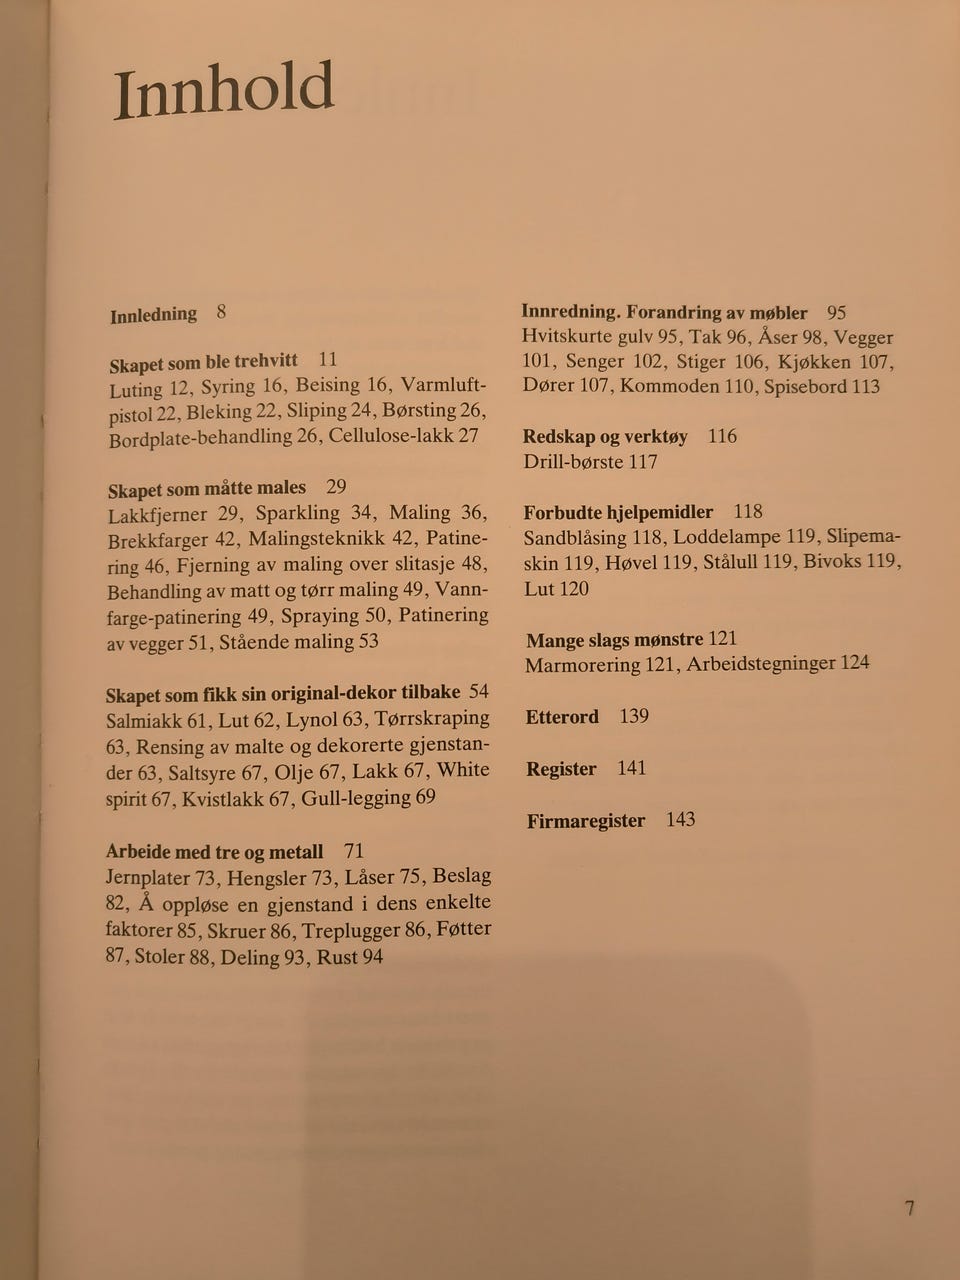 Innhold
Innledning 8
Skapet som ble trehvitt 11
Luting 12, Syring 16, Beising 16, Varmluft-
pistol 22, Bleking 22, Sliping 24, Børsting 26,
Bordplate-behandling 26, Cellulose-lakk 27
Skapet som måtte males 29
Lakkfjerner 29, Sparkling 34, Maling 36,
Brekkfarger 42, Malingsteknikk 42, Patine-
ring 46, Fjerning av maling over slitasje 48,
Behandling av matt og tørr maling 49, Vann-
farge-patinering 49, Spraying 50, Patinering
av vegger 51, Stående maling 53
Skapet som fikk sin original-dekor tilbake 54
Salmiakk 61, Lut 62, Lynol 63, Tørrskraping
63, Rensing av malte og dekorerte gjenstan-
der 63, Saltsyre 67, Olje 67, Lakk 67, White
spirit 67, Kvistlakk 67, Gull-legging 69
Arbeide med tre og metall 71
Jernplater 73, Hengsler 73, Låser 75, Beslag
82, Å oppløse en gjenstand i dens enkelte
faktorer 85, Skruer 86, Treplugger 86, Føtter
87, Stoler 88, Deling 93, Rust 94
Innredning. Forandring av møbler 95
Hvitskurte gulv 95, Tak 96, Åser 98, Vegger
101, Senger 102, Stiger 106, Kjøkken 107,
Dører 107, Kommoden 110, Spisebord 113
Redskap og verktøy 116
Drill-børste 117
Forbudte hjelpemidler 118
Sandblåsing 118, Loddelampe 119, Slipema-
skin 119, Høvel 119, Stålull 119, Bivoks 119,
Lut 120
Mange slags mønstre 121
Marmorering 121, Arbeidstegninger 124
Etterord 139
Register 141
Firmaregister 143
7